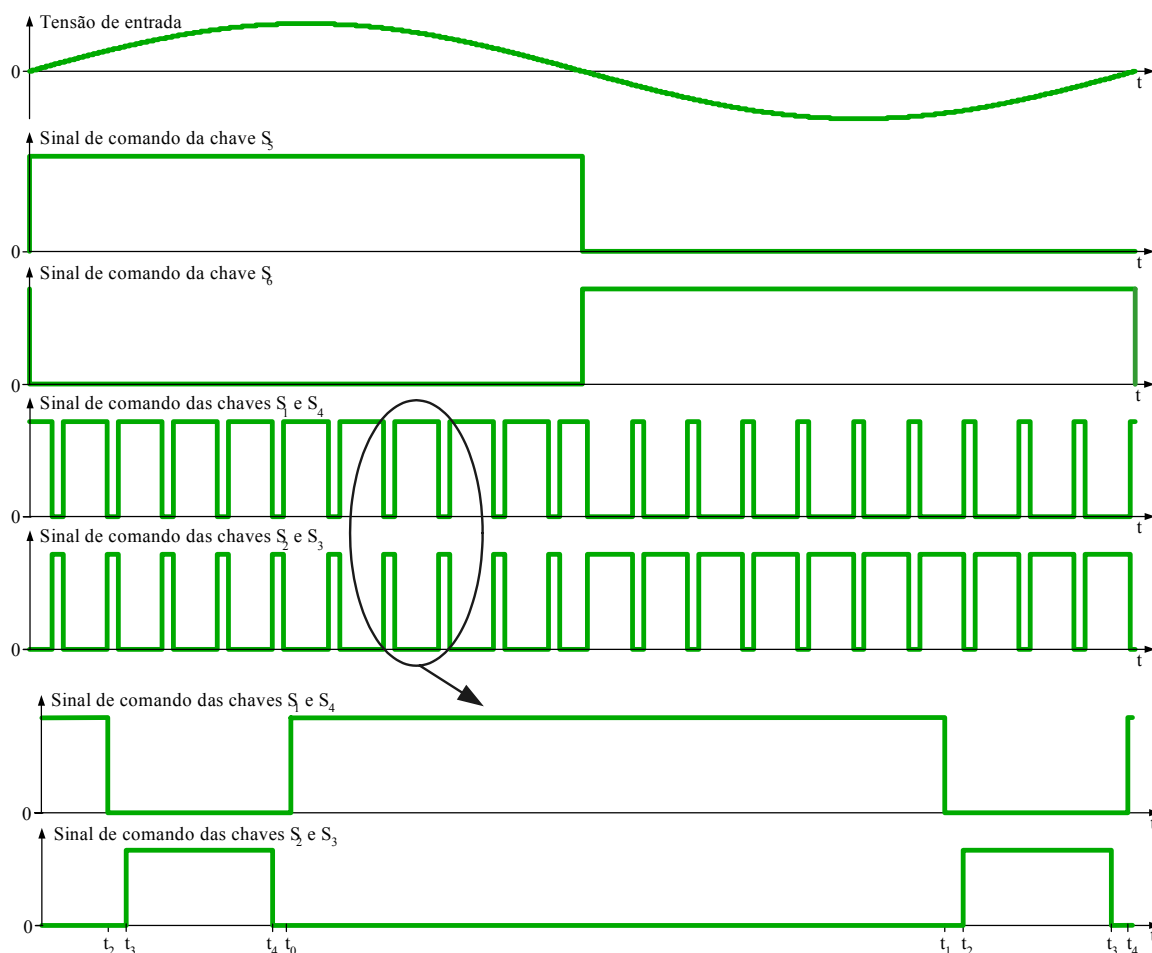 Tensão de entrada
0
t
Sinal de comando da chave S5
0
t
Sinal de comando da chave S6
0
t
Sinal de comando das chaves S1 e S4
0
t
Sinal de comando das chaves S2 e S3
0
t
Sinal de comando das chaves S1 e S4
0
t
Sinal de comando das chaves S2 e S3
0
t
t2 t3 t4 t0 t1 t2 t3 t4